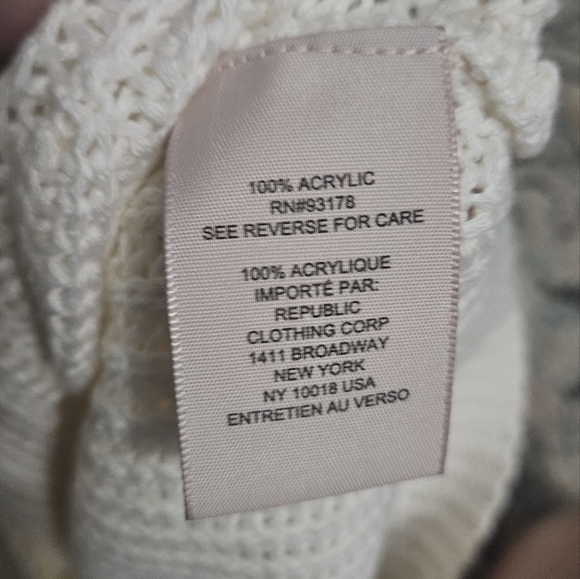 100% ACRYLIC
RN#93178
SEE REVERSE FOR CARE
100% ACRYLIQUE
IMPORTÉ PAR:
REPUBLIC
CLOTHING CORP
1411 BROADWAY
NEW YORK
NY 10018 USA
ENTRETIEN AU VERSO